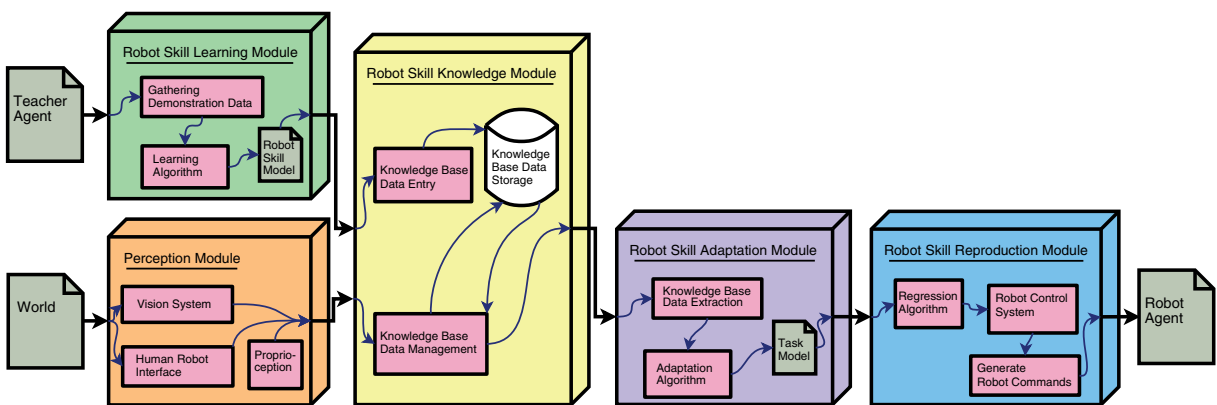 Teacher
Agent
Robot Skill Learning Module
Gathering
Demonstration Data
Learning
Algorithm
Robot
Skill
Model
World
Perception Module
Vision System
Human Robot
Interface
Proprio-
ception
Robot Skill Knowledge Module
Knowledge Base
Data Entry
Knowledge
Base Data
Storage
Knowledge Base
Data Management
Robot Skill Adaptation Module
Knowledge Base
Data Extraction
Adaptation
Algorithm
Task
Model
Robot Skill Reproduction Module
Regression
Algorithm
Robot Control
System
Generate
Robot Commands
Robot
Agent